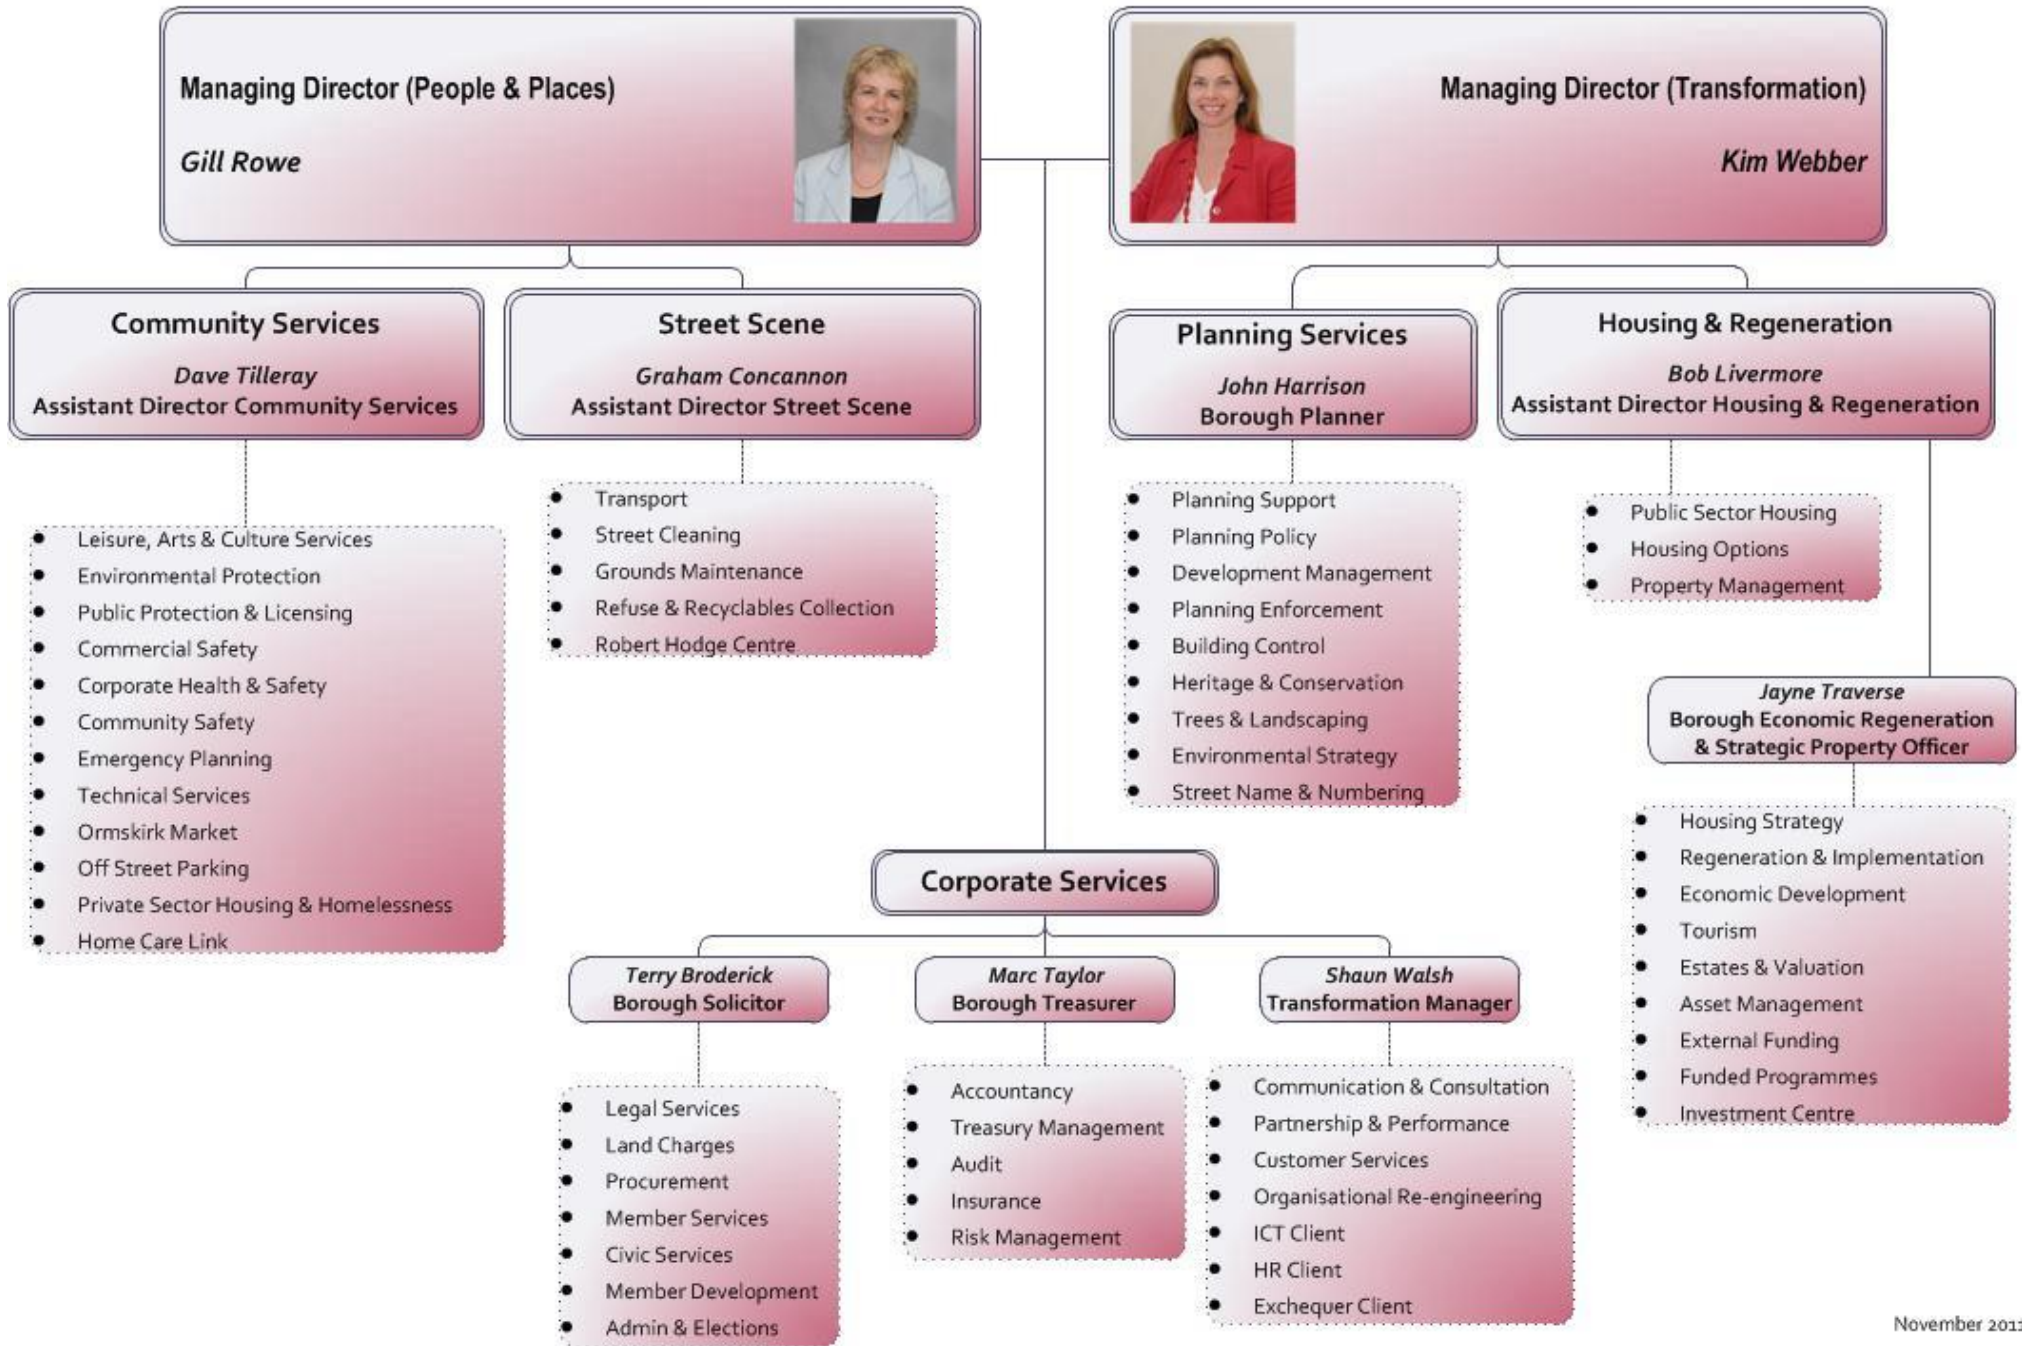 Managing Director (People & Places)
Gill Rowe
Managing Director (Transformation)
Kim Webber
Community Services
Dave Tilleray
Assistant Director Community Services
Street Scene
Graham Concannon
Assistant Director Street Scene
Planning Services
John Harrison
Borough Planner
Housing & Regeneration
Bob Livermore
Assistant Director Housing & Regeneration
Leisure, Arts & Culture Services
Environmental Protection
Public Protection & Licensing
Commercial Safety
Corporate Health & Safety
Community Safety
Emergency Planning
Technical Services
Ormskirk Market
Off Street Parking
Private Sector Housing & Homelessness
Home Care Link
Transport
Street Cleaning
Grounds Maintenance
Refuse & Recyclables Collection
Robert Hodge Centre
Planning Support
Planning Policy
Development Management
Planning Enforcement
Building Control
Heritage & Conservation
Trees & Landscaping
Environmental Strategy
Street Name & Numbering
Public Sector Housing
Housing Options
Property Management
Jayne Traverse
Borough Economic Regeneration
& Strategic Property Officer
Housing Strategy
Regeneration & Implementation
Economic Development
Tourism
Estates & Valuation
Asset Management
External Funding
Funded Programmes
Investment Centre
Corporate Services
Terry Broderick
Borough Solicitor
Legal Services
Land Charges
Procurement
Member Services
Civic Services
Member Development
Admin & Elections
Marc Taylor
Borough Treasurer
Accountancy
Treasury Management
Audit
Insurance
Risk Management
Shaun Walsh
Transformation Manager
Communication & Consultation
Partnership & Performance
Customer Services
Organisational Re-engineering
ICT Client
HR Client
Exchequer Client
November 2011